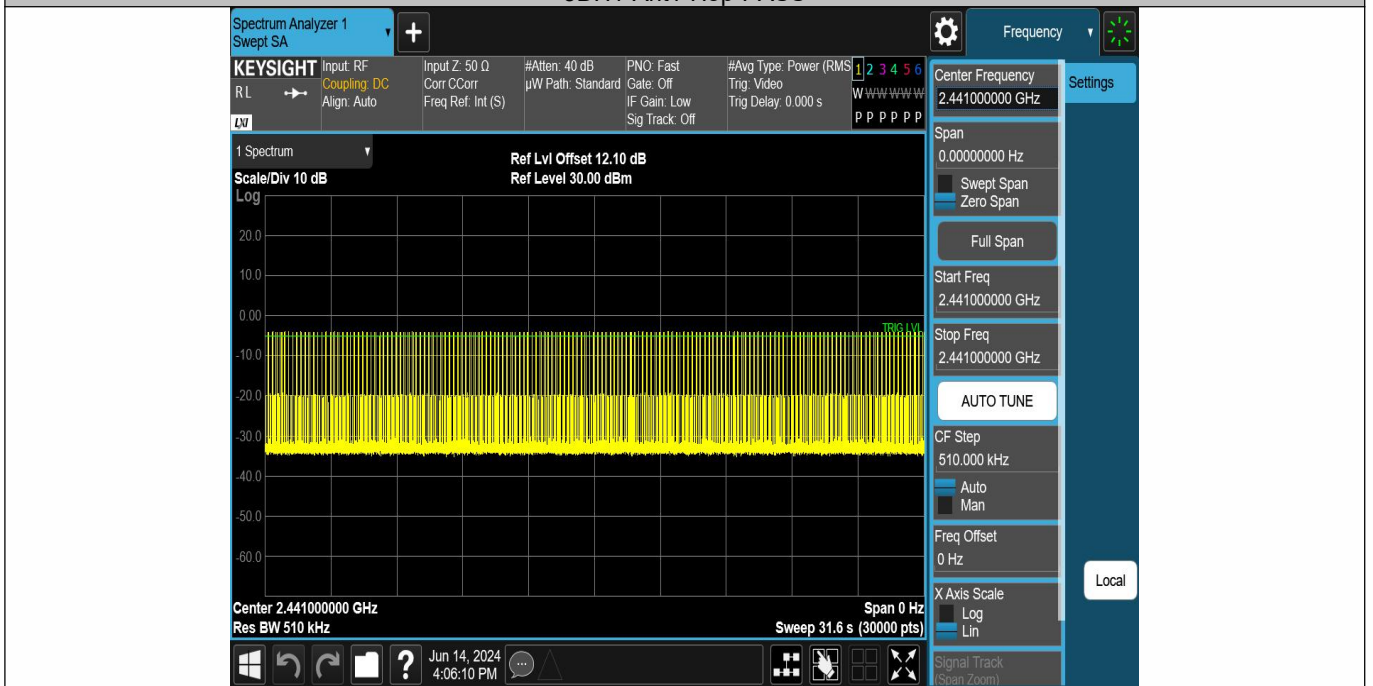 Spectrum Analyzer 1
Swept SA
+
Frequency
KEYSIGHT
RL
LXI
Input: RF
Coupling: DC
Align: Auto
Input Z: 50 Ω
Corr CCorr
Freq Ref: Int (S)
#Atten: 40 dB
µW Path: Standard
PNO: Fast
Gate: Off
IF Gain: Low
Sig Track: Off
#Avg Type: Power (RMS
Trig: Video
Trig Delay: 0.000 s
1 2 3 4 5 6
W W W W W W
P P P P P P
1 Spectrum
Scale/Div 10 dB
Ref Lvl Offset 12.10 dB
Ref Level 30.00 dBm
Log
20.0
10.0
0.00
-10.0
-20.0
-30.0
-40.0
-50.0
-60.0
TRIG LVL
Center 2.441000000 GHz
Res BW 510 kHz
Span 0 Hz
Sweep 31.6 s (30000 pts)
Jun 14, 2024
4:06:10 PM
Center Frequency
2.441000000 GHz
Settings
Span
0.00000000 Hz
Swept Span
Zero Span
Full Span
Start Freq
2.441000000 GHz
Stop Freq
2.441000000 GHz
AUTO TUNE
CF Step
510.000 kHz
Auto
Man
Freq Offset
0 Hz
Local
X Axis Scale
Log
Lin
Signal Track
(Span Zoom)